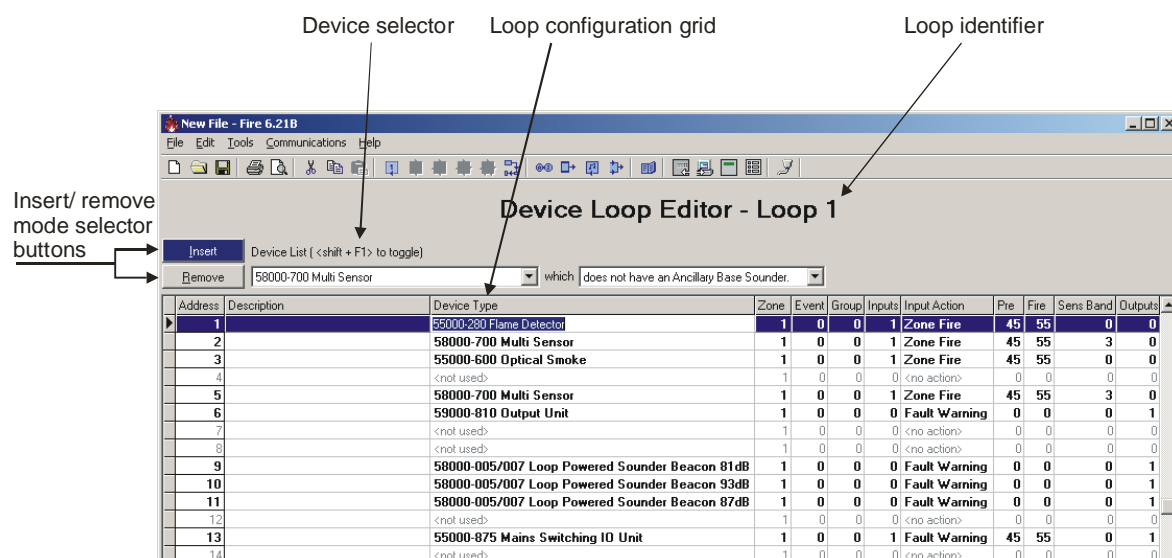 Device selector Loop configuration grid Loop identifier
New File - Fire 6.21B
File Edit Tools Communications Help
Insert/ remove
mode selector
buttons
Device Loop Editor - Loop 1
Insert Device List ( <shift + F1> to toggle)
Remove 58000-700 Multi Sensor which does not have an Ancillary Base Sounder.
Address Description Device Type Zone Event Group Inputs Input Action Pre Fire Sens Band Outputs
1 55000-280 Flame Detector 1 0 0 1 Zone Fire 45 55 0 0
2 58000-700 Multi Sensor 1 0 0 1 Zone Fire 45 55 3 0
3 55000-600 Optical Smoke 1 0 0 1 Zone Fire 45 55 0 0
4 <not used> 1 0 0 0 <no action> 0 0 0 0
5 58000-700 Multi Sensor 1 0 0 1 Zone Fire 45 55 3 0
6 59000-810 Output Unit 1 0 0 0 Fault Warning 0 0 0 1
7 <not used> 1 0 0 0 <no action> 0 0 0 0
8 <not used> 1 0 0 0 <no action> 0 0 0 0
9 58000-005/007 Loop Powered Sounder Beacon 81dB 1 0 0 0 Fault Warning 0 0 0 1
10 58000-005/007 Loop Powered Sounder Beacon 93dB 1 0 0 0 Fault Warning 0 0 0 1
11 58000-005/007 Loop Powered Sounder Beacon 87dB 1 0 0 0 Fault Warning 0 0 0 1
12 <not used> 1 0 0 0 <no action> 0 0 0 0
13 55000-875 Mains Switching IO Unit 1 0 0 1 Fault Warning 45 55 0 1
14 <not used> 1 0 0 0 <no action> 0 0 0 0